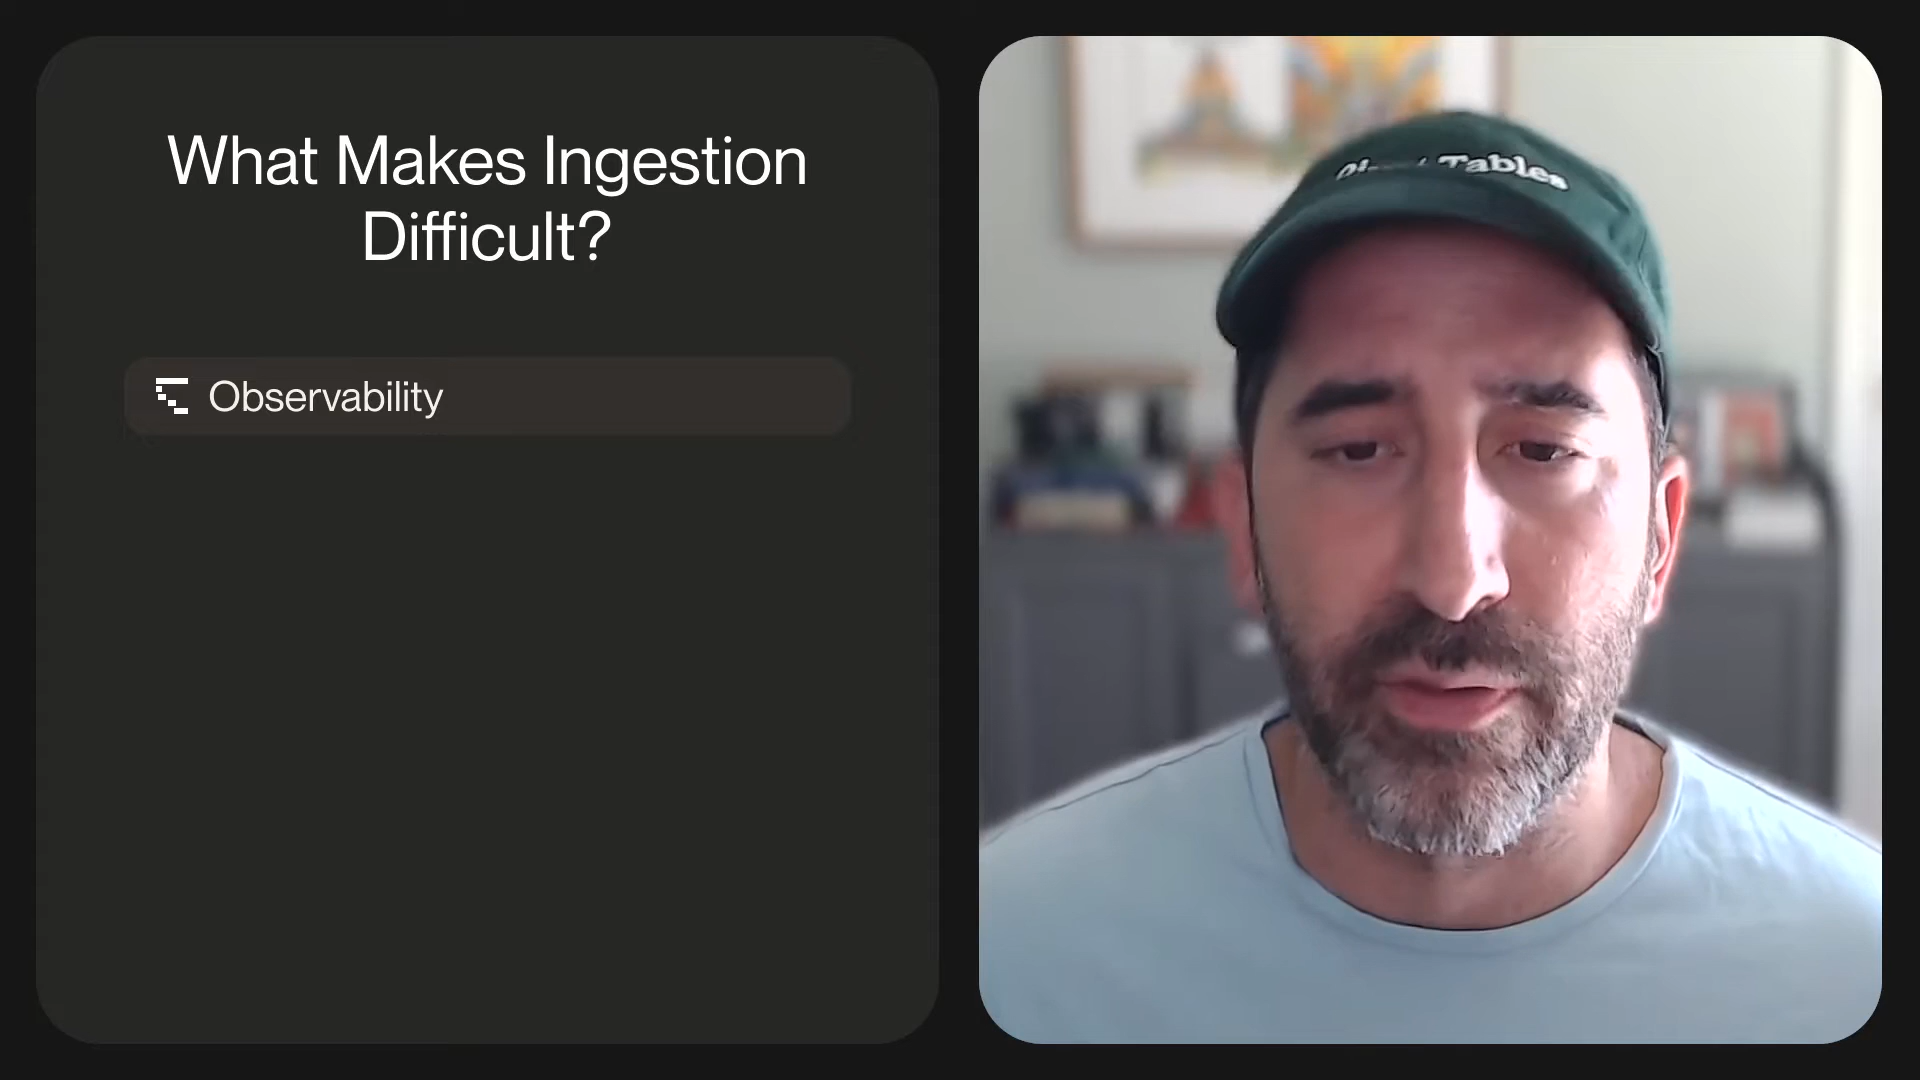 What Makes Ingestion
Difficult?
Observability
Tables